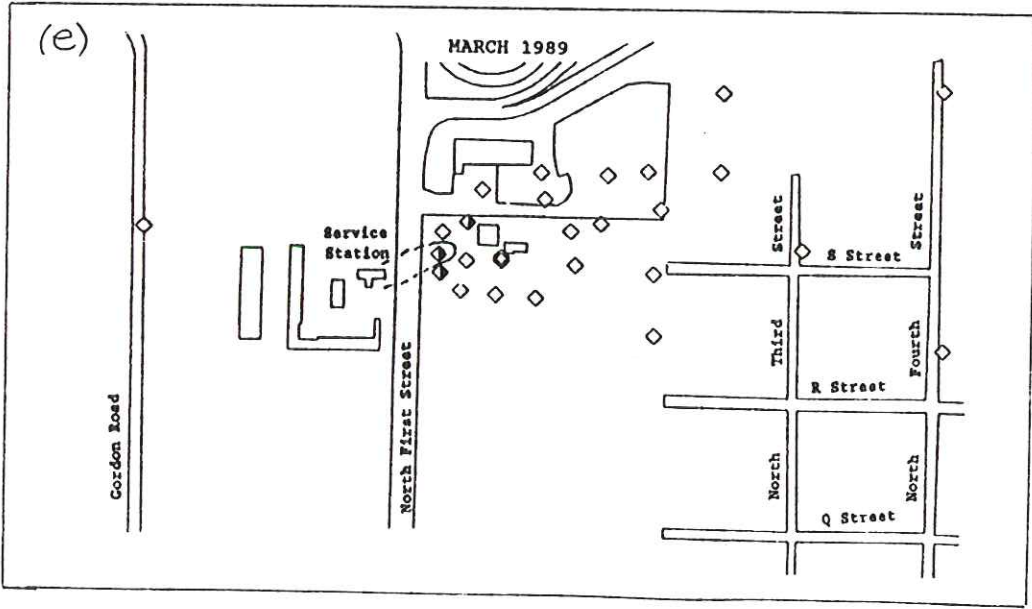 (e)
MARCH 1989
Service
Station
Gordon Road
North First Street
Street
Third
North
Street
Fourth
North
S Street
R Street
Q Street